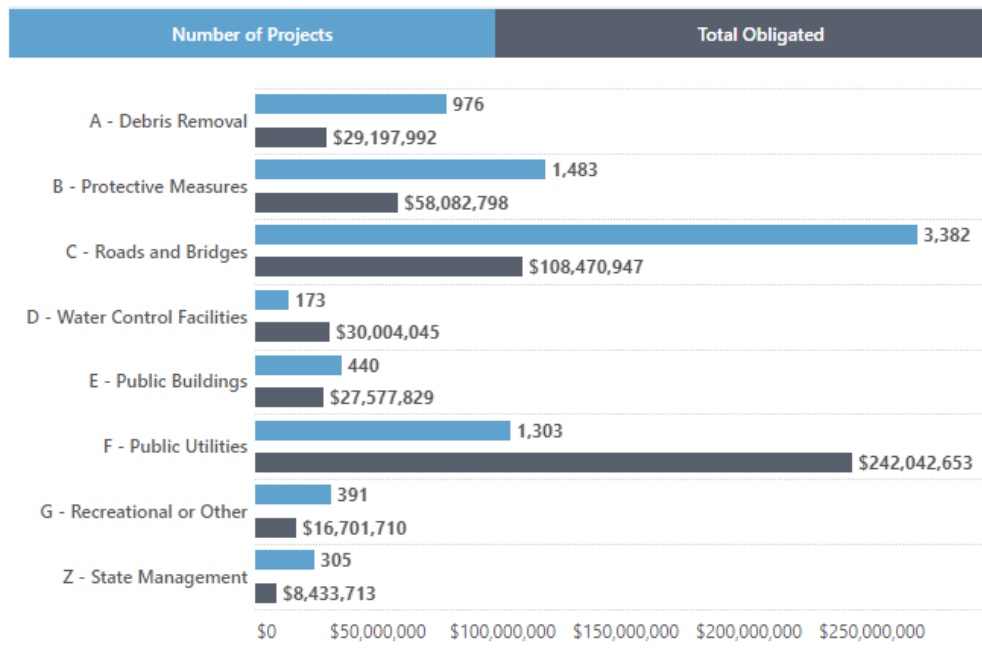 Number of Projects Total Obligated
A - Debris Removal
976
$29,197,992
B - Protective Measures
1,483
$58,082,798
C - Roads and Bridges
3,382
$108,470,947
D - Water Control Facilities
173
$30,004,045
E - Public Buildings
440
$27,577,829
F - Public Utilities
1,303
$242,042,653
G - Recreational or Other
391
$16,701,710
Z - State Management
305
$8,433,713
$0 $50,000,000 $100,000,000 $150,000,000 $200,000,000 $250,000,000